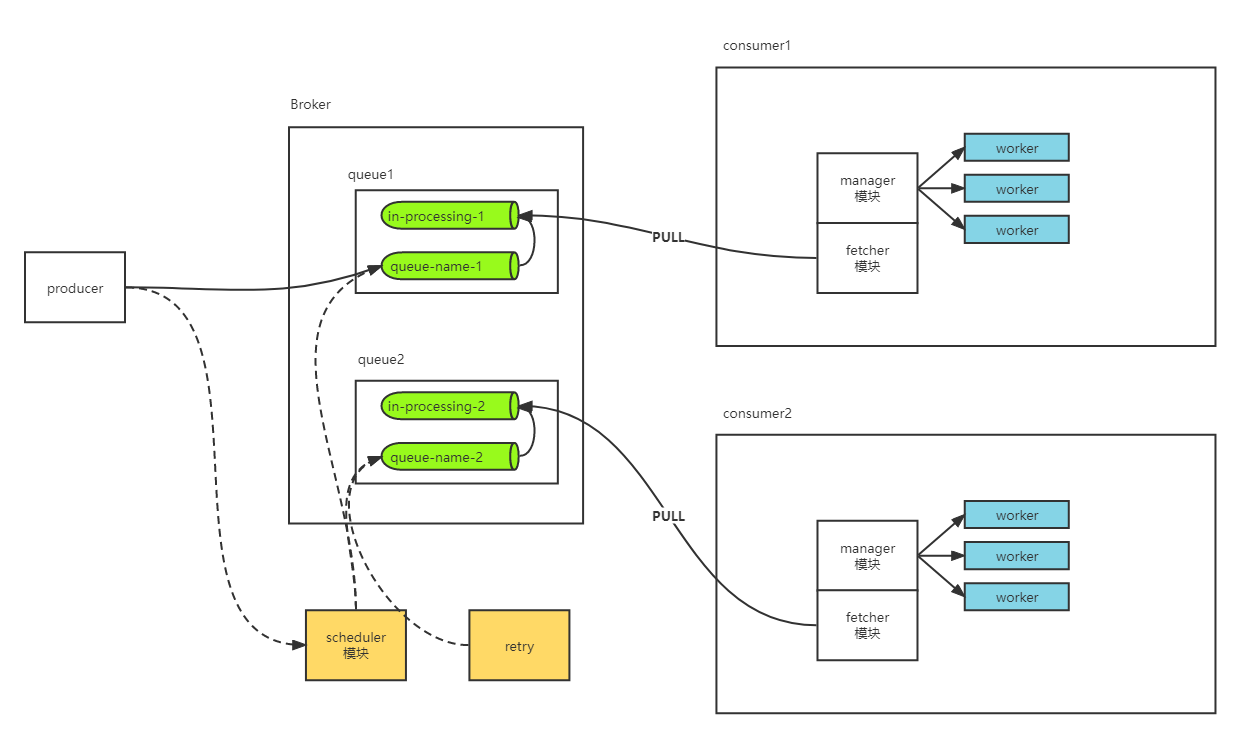 consumer1
Broker
worker
queue1
manager
模块
worker
in-processing-1
worker
PULL
fetcher
模块
queue-name-1
producer
queue2
in-processing-2
consumer2
queue-name-2
worker
PULL
manager
模块
worker
worker
fetcher
模块
scheduler
模块
retry